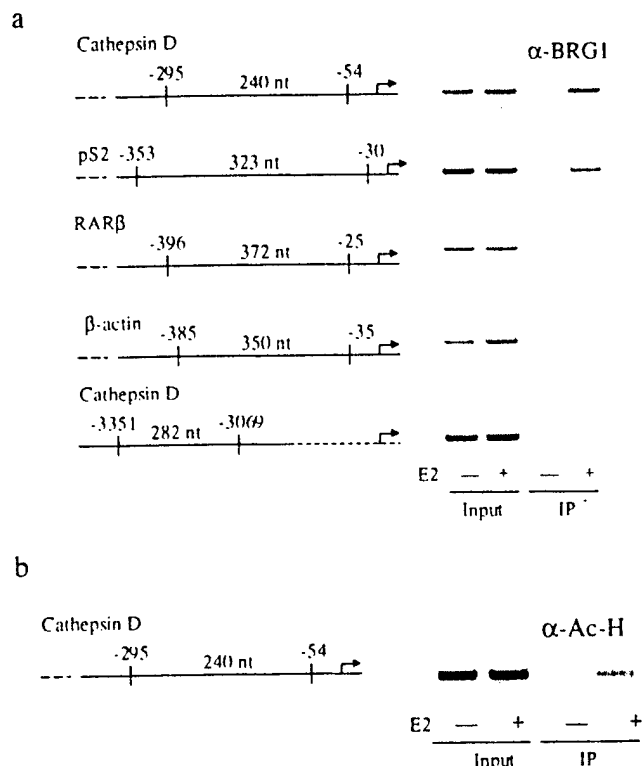 a
Cathepsin D
α-BRG1
-295 240 nt -54
pS2 -353 323 nt -30
RARβ
-396 372 nt -25
β-actin
-385 350 nt -35
Cathepsin D
-3351 282 nt -3069
E2 — + — +
Input IP
b
Cathepsin D
α-Ac-H
-295 240 nt -54
E2 — + — +
Input IP